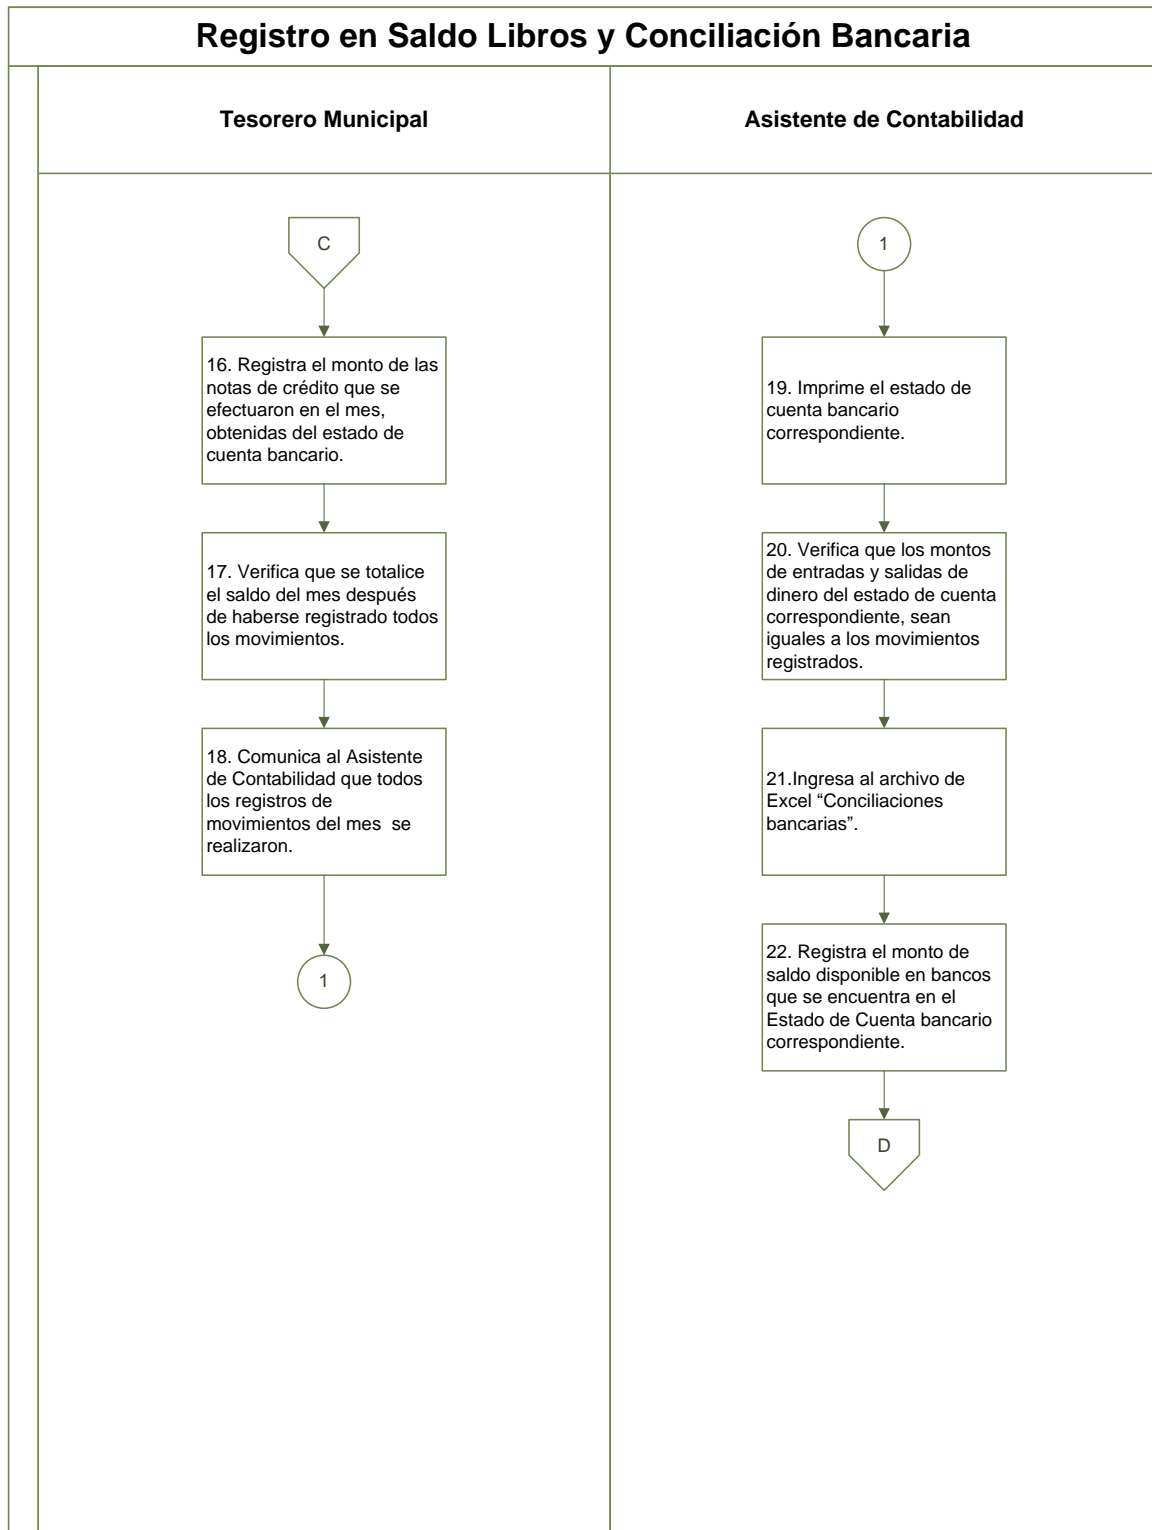 Registro en Saldo Libros y Conciliación Bancaria
Tesorero Municipal
Asistente de Contabilidad
C
16. Registra el monto de las
notas de crédito que se
efectuaron en el mes,
obtenidas del estado de
cuenta bancario.
17. Verifica que se totalice
el saldo del mes después
de haberse registrado todos
los movimientos.
18. Comunica al Asistente
de Contabilidad que todos
los registros de
movimientos del mes  se
realizaron.
1
1
19. Imprime el estado de
cuenta bancario
correspondiente.
20. Verifica que los montos
de entradas y salidas de
dinero del estado de cuenta
correspondiente, sean
iguales a los movimientos
registrados.
21.Ingresa al archivo de
Excel “Conciliaciones
bancarias”.
22. Registra el monto de
saldo disponible en bancos
que se encuentra en el
Estado de Cuenta bancario
correspondiente.
D